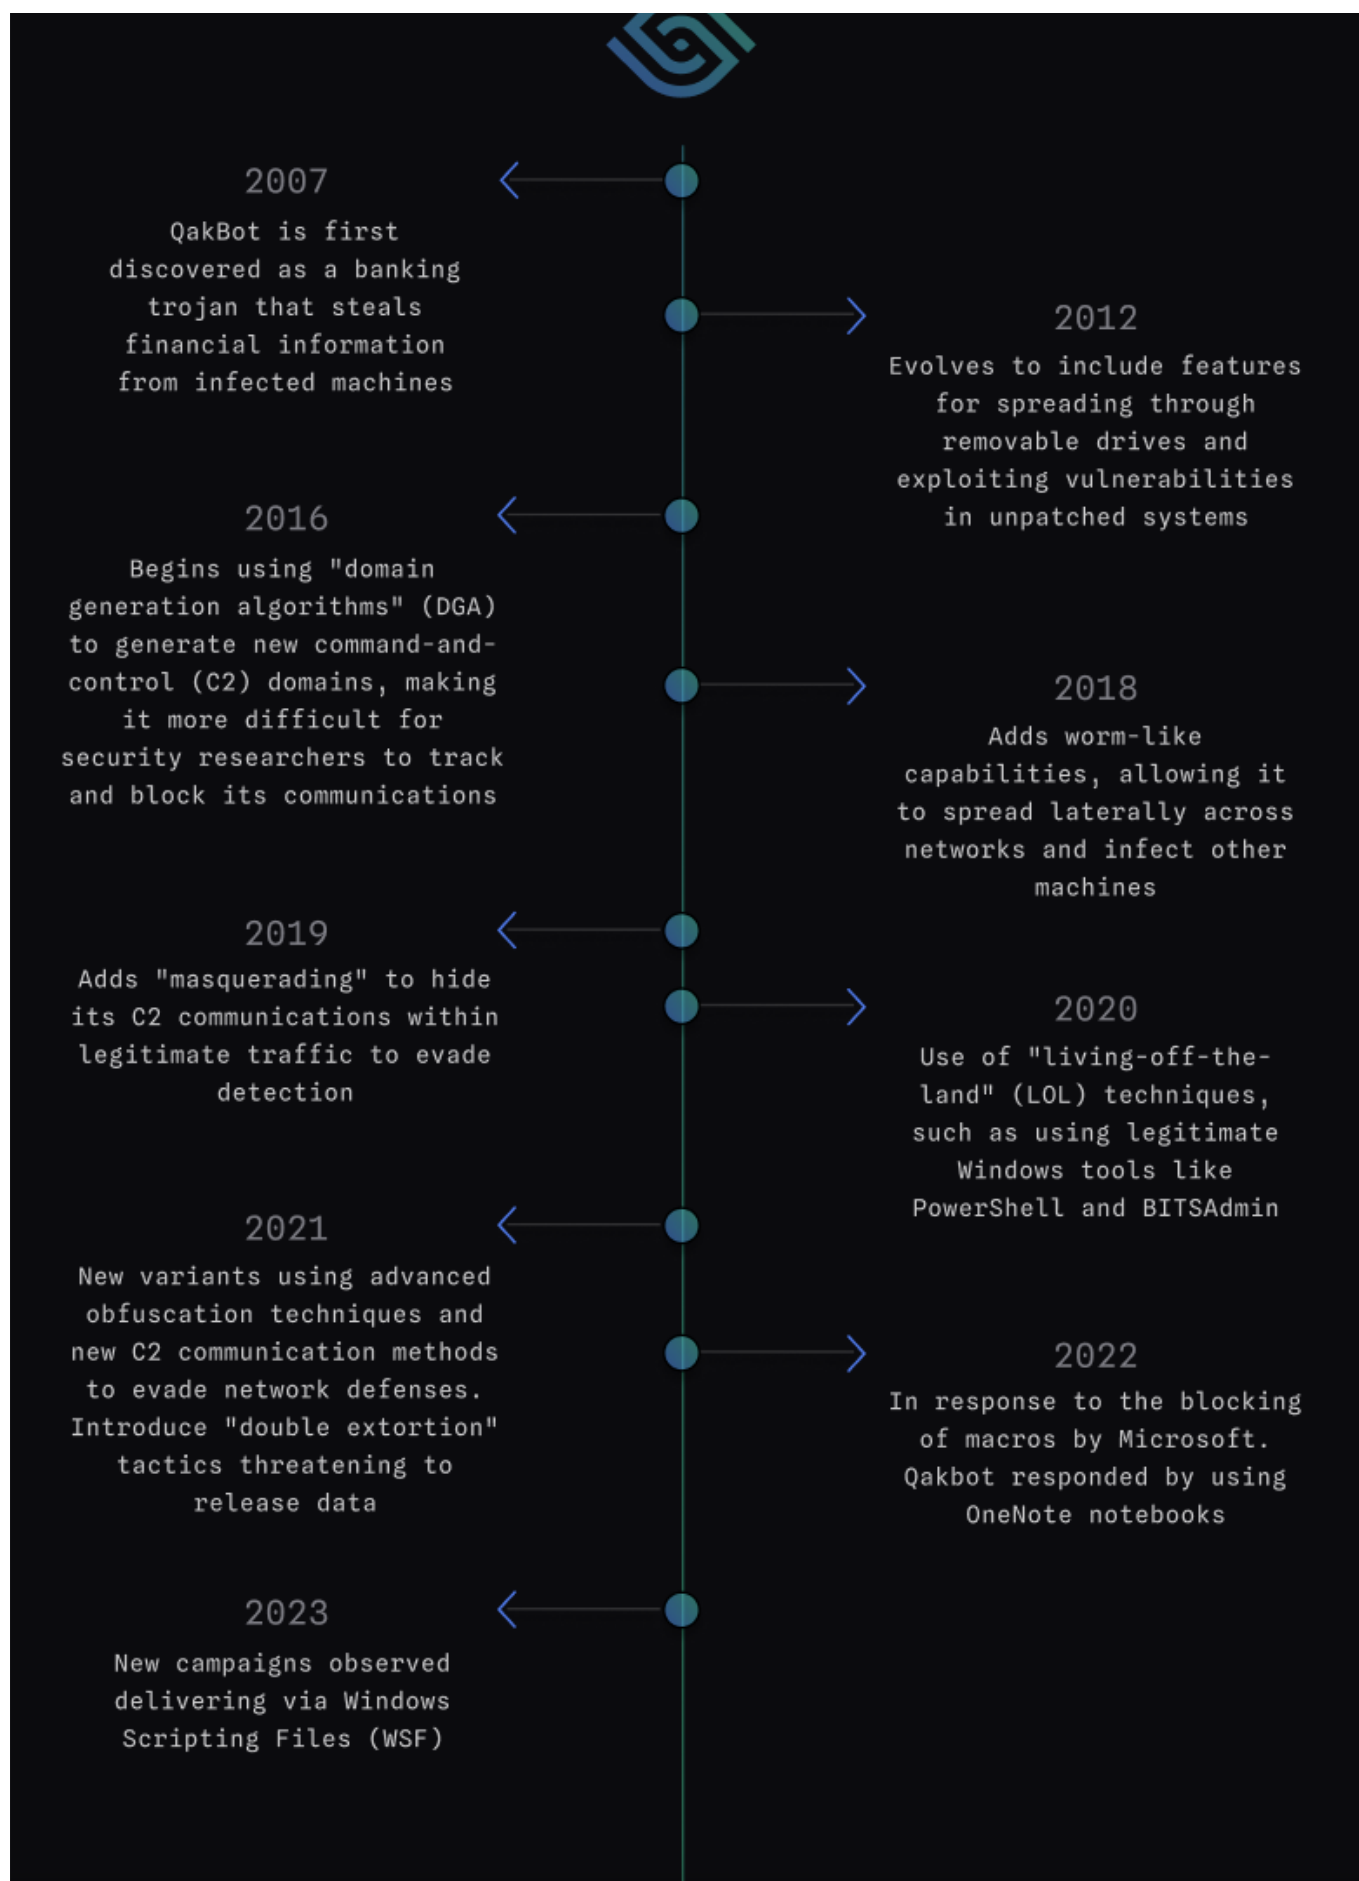 2007
QakBot is first
discovered as a banking
trojan that steals
financial information
from infected machines
2012
Evolves to include features
for spreading through
removable drives and
exploiting vulnerabilities
in unpatched systems
2016
Begins using "domain
generation algorithms" (DGA)
to generate new command-and-
control (C2) domains, making
it more difficult for
security researchers to track
and block its communications
2018
Adds worm-like
capabilities, allowing it
to spread laterally across
networks and infect other
machines
2019
Adds "masquerading" to hide
its C2 communications within
legitimate traffic to evade
detection
2020
Use of "living-off-the-
land" (LOL) techniques,
such as using legitimate
Windows tools like
PowerShell and BITSAdmin
2021
New variants using advanced
obfuscation techniques and
new C2 communication methods
to evade network defenses.
Introduce "double extortion"
tactics threatening to
release data
2022
In response to the blocking
of macros by Microsoft.
Qakbot responded by using
OneNote notebooks
2023
New campaigns observed
delivering via Windows
Scripting Files (WSF)